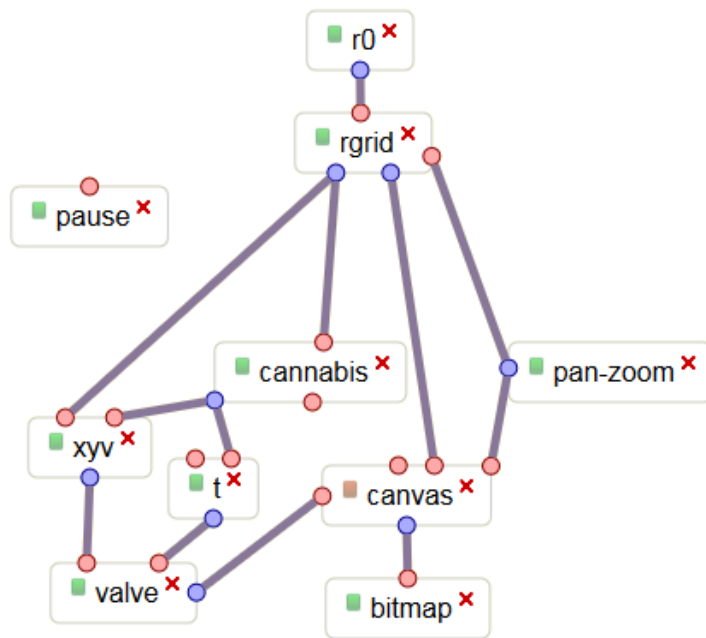 r0
rgrid
pause
cannabis
pan-zoom
xyv
t
canvas
valve
bitmap